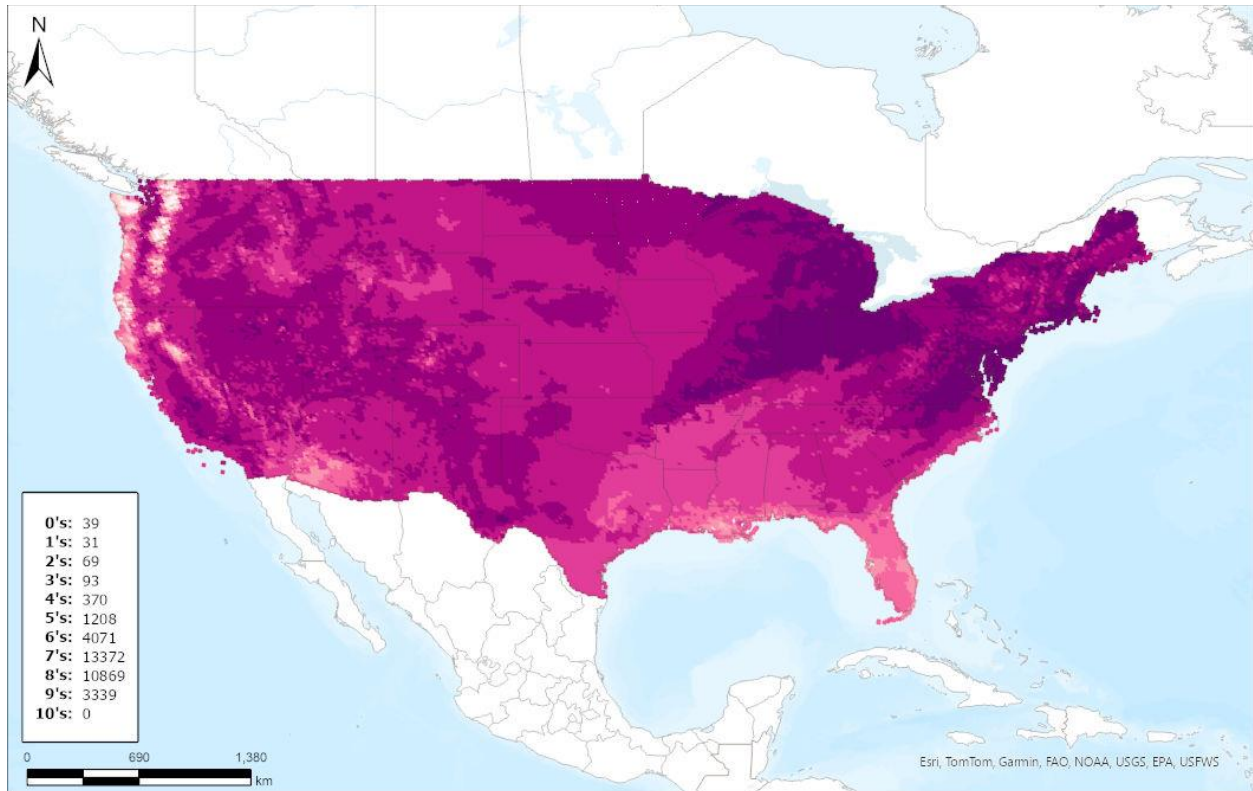 N
0's: 39
1's: 31
2's: 69
3's: 93
4's: 370
5's: 1208
6's: 4071
7's: 13372
8's: 10869
9's: 3339
10's: 0
0 690 1,380
km
Esri, TomTom, Garmin, FAO, NOAA, USGS, EPA, USFWS